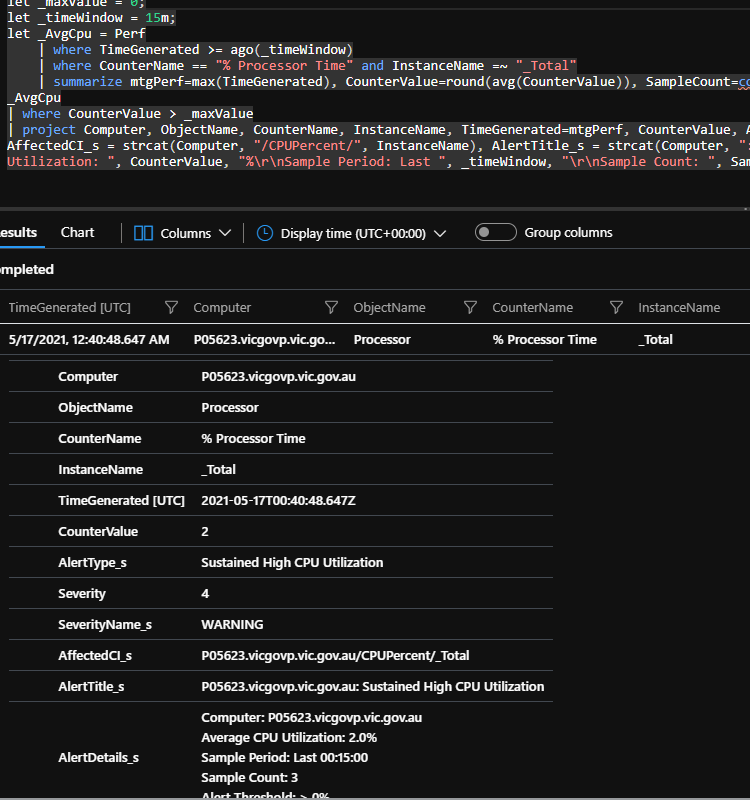 let _maxValue = 0;
let _timeWindow = 15m;
let _AvgCpu = Perf
| where TimeGenerated >= ago(_timeWindow)
| where CounterName == "% Processor Time" and InstanceName =~ "_Total"
| summarize mtgPerf=max(TimeGenerated), CounterValue=round(avg(CounterValue)), SampleCount=co
_AvgCpu
| where CounterValue > _maxValue
| project Computer, ObjectName, CounterName, InstanceName, TimeGenerated=mtgPerf, CounterValue, A
AffectedCI_s = strcat(Computer, "/CPUPercent/", InstanceName), AlertTitle_s = strcat(Computer, ":
Utilization: ", CounterValue, "%\r\nSample Period: Last ", _timeWindow, "\r\nSample Count: ", Sam
esults Chart Columns Display time (UTC+00:00) Group columns
ompleted
TimeGenerated [UTC] Computer ObjectName CounterName InstanceName
5/17/2021, 12:40:48.647 AM P05623.vicgovp.vic.go... Processor % Processor Time _Total
Computer P05623.vicgovp.vic.gov.au
ObjectName Processor
CounterName % Processor Time
InstanceName _Total
TimeGenerated [UTC] 2021-05-17T00:40:48.647Z
CounterValue 2
AlertType_s Sustained High CPU Utilization
Severity 4
SeverityName_s WARNING
AffectedCI_s P05623.vicgovp.vic.gov.au/CPUPercent/_Total
AlertTitle_s P05623.vicgovp.vic.gov.au: Sustained High CPU Utilization
AlertDetails_s Computer: P05623.vicgovp.vic.gov.au
Average CPU Utilization: 2.0%
Sample Period: Last 00:15:00
Sample Count: 3
Alert Threshold: > 0%